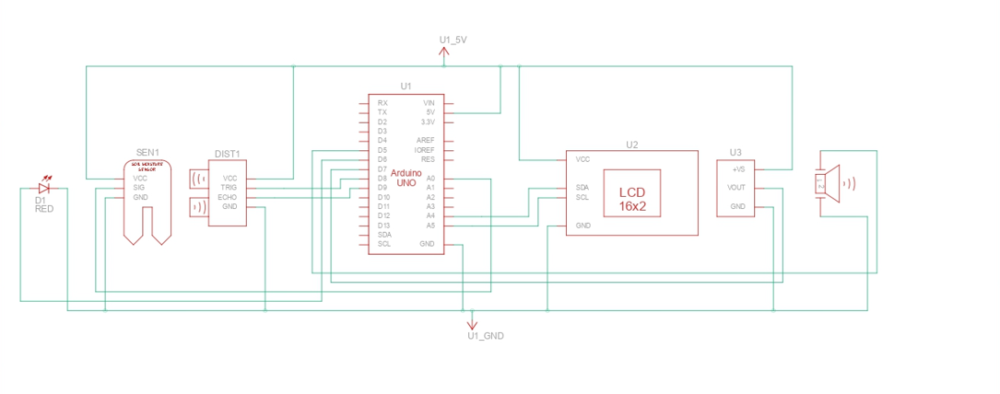 U1_5V
U1
RX
TX
D2
D3
D4
D5
D6
D7
D8
D9
D10
D11
D12
D13
SDA
SCL
Arduino
UNO
VIN
5V
3.3V
AREF
IOREF
RES
A0
A1
A2
A3
A4
A5
GND
D1
RED
SEN1
SOIL MOISTURE
SENSOR
VCC
SIG
GND
DIST1
VCC
TRIG
ECHO
GND
U2
VCC
SDA
SCL
GND
LCD
16x2
U3
+VS
VOUT
GND
U1_GND